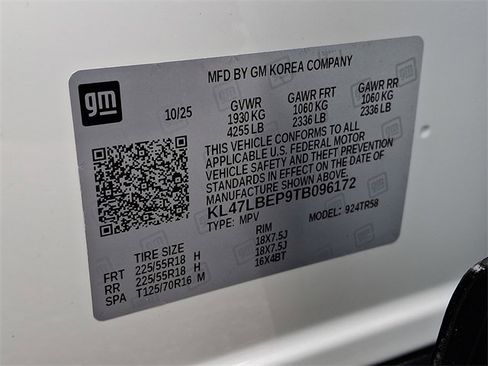 MFD BY GM KOREA COMPANY
gm
10/25
GVWR
1930 KG
4255 LB
GAWR FRT
1060 KG
2336 LB
GAWR RR
1060 KG
2336 LB
THIS VEHICLE CONFORMS TO ALL
APPLICABLE U.S. FEDERAL MOTOR
VEHICLE SAFETY AND THEFT PREVENTION
STANDARDS IN EFFECT ON THE DATE OF
MANUFACTURE SHOWN ABOVE.
KL47LBEP9TB096172
TYPE: MPV
MODEL: 924TR58
TIRE SIZE
RIM
FRT 225/55R18 H 18X7.5J
RR 225/55R18 H 18X7.5J
SPA T125/70R16 M 16X4BT